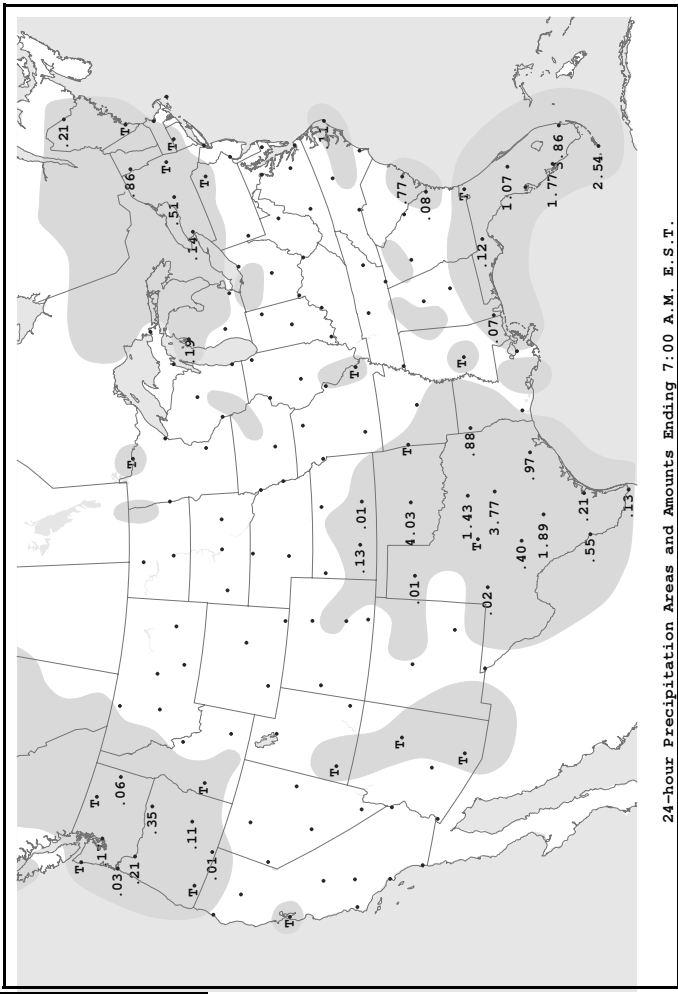 .21
T
T
.03
.06
T
.86
T
.21
.35
T
T
.51
.11
.19
.14
T
T
T
.01
T
.11
T
T
.13
.01
T
.77
T
4.03
.01
.08
T
T
T
1.43
.88
T
.12
.02
.07
3.77
1.07
.40
.97
1.89
1.77
3.86
.21
.55
2.54
.13
24-hour Precipitation Areas and Amounts Ending 7:00 A.M. E.S.T.